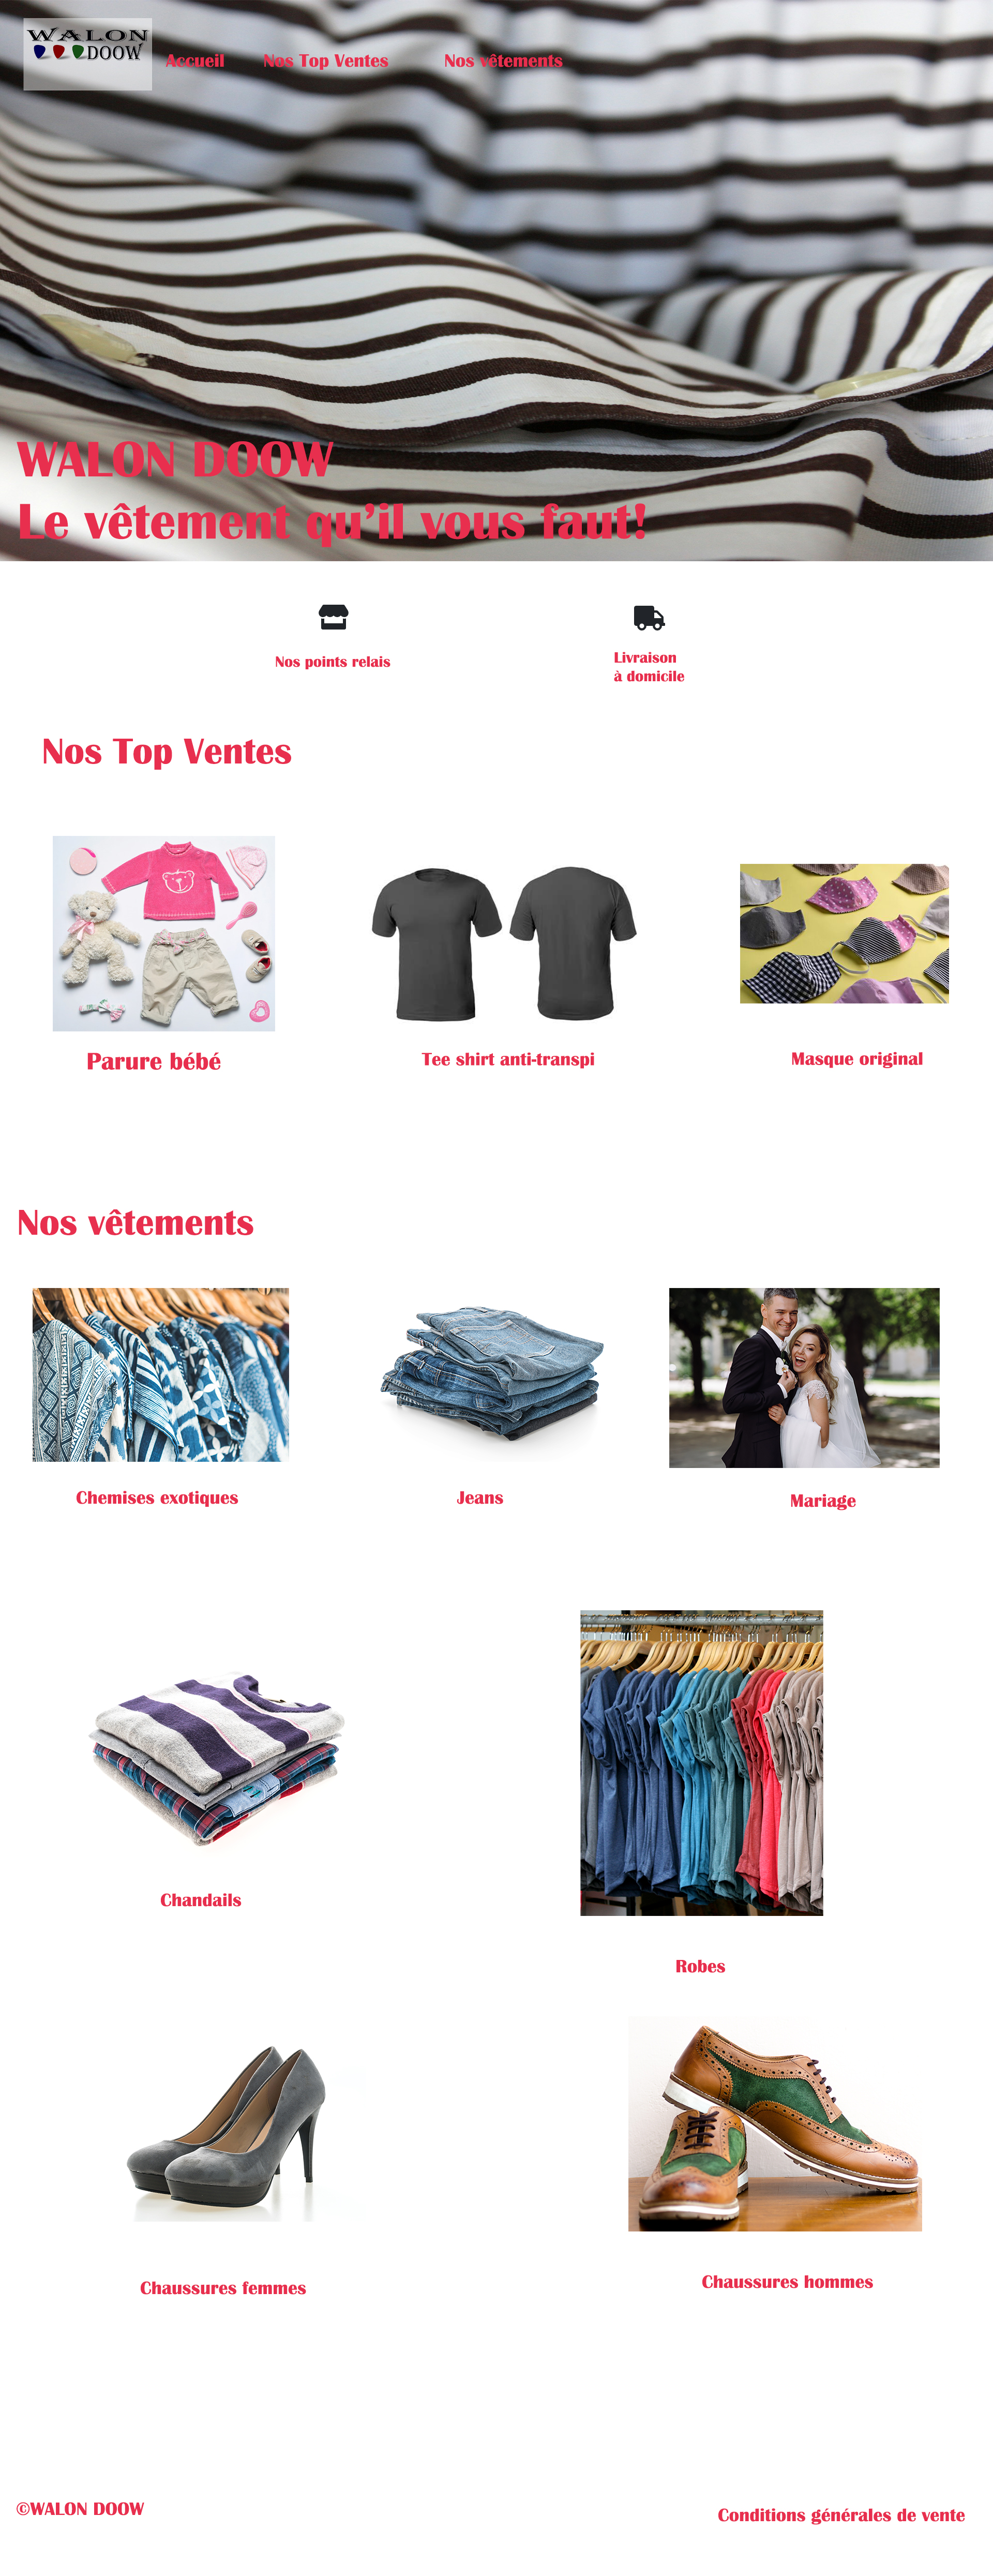 WALON
DOOW
Accueil Nos Top Ventes Nos vêtements
WALON DOOW
Le vêtement qu’il vous faut!
Nos points relais
Livraison
à domicile
Nos Top Ventes
Parure bébé
Tee shirt anti-transpi
Masque original
Nos vêtements
Chemises exotiques
Jeans
Mariage
Chandails
Robes
Chaussures femmes
Chaussures hommes
©WALON DOOW
Conditions générales de vente